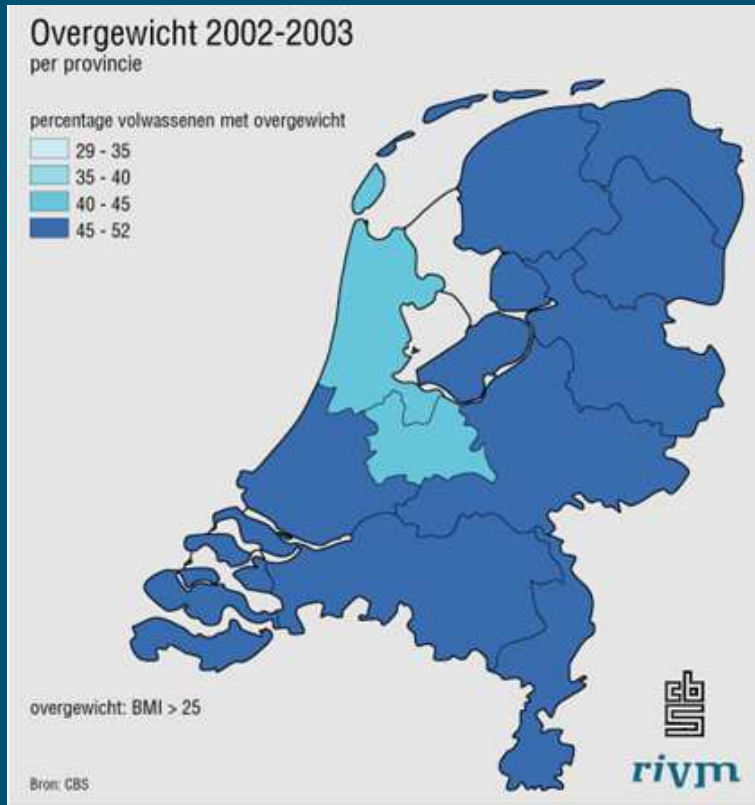 Overgewicht 2002-2003
per provincie
percentage volwassenen met overgewicht
29 - 35
35 - 40
40 - 45
45 - 52
overgewicht: BMI > 25
Bron: CBS
cbs
rivm